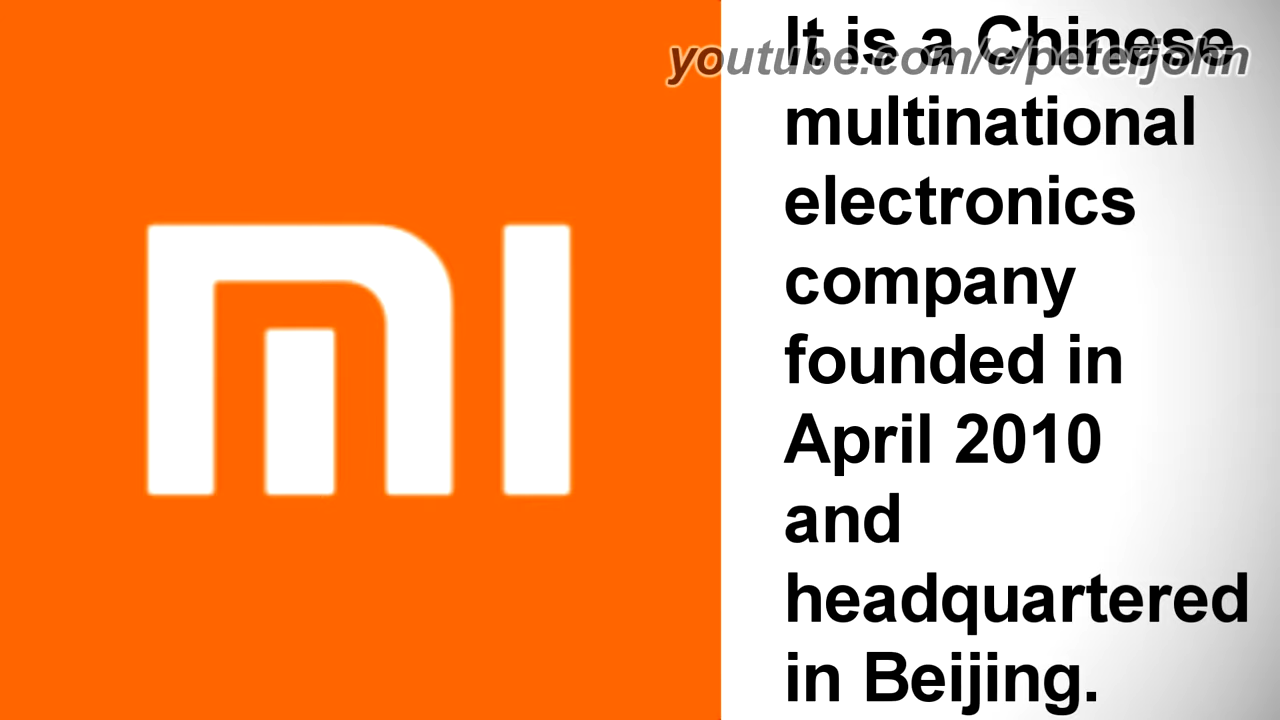 mi
It is a Chinese
youtube.com/c/peterjohn
multinational
electronics
company
founded in
April 2010
and
headquartered
in Beijing.